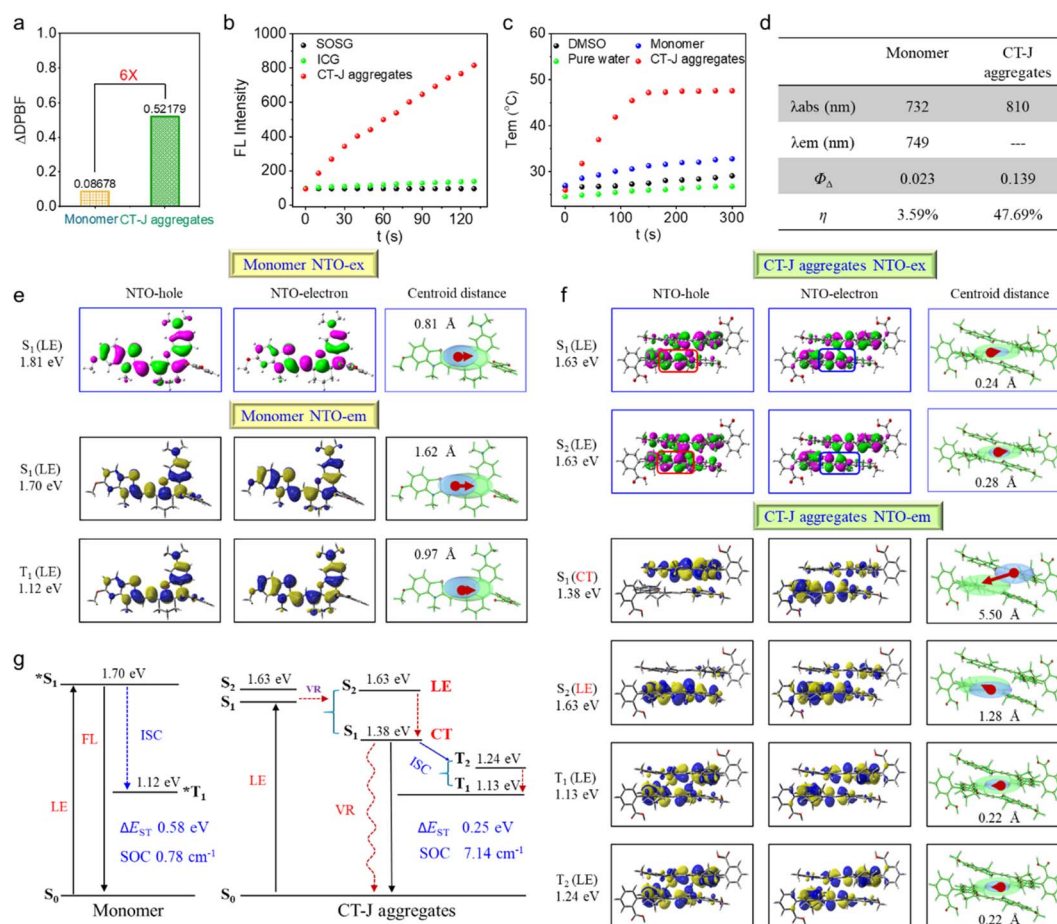 a
ΔDPBF
1.0
0.8
0.6
0.4
0.2
0.0
6X
0.08678
0.52179
Monomer CT-J aggregates
b
FL Intensity
1000
800
600
400
200
0
SOSG
ICG
CT-J aggregates
0 30 60 90 120
t (s)
c
Tem (°C)
60
50
40
30
DMSO Monomer
Pure water CT-J aggregates
0 100 200 300
t (s)
d
Monomer CT-J
aggregates
λabs (nm) 732 810
λem (nm) 749 ---
ΦΔ 0.023 0.139
η 3.59% 47.69%
Monomer NTO-ex
e
NTO-hole NTO-electron Centroid distance
S1 (LE)
1.81 eV
0.81 Å
Monomer NTO-em
S1 (LE)
1.70 eV
1.62 Å
T1 (LE)
1.12 eV
0.97 Å
CT-J aggregates NTO-ex
f
NTO-hole NTO-electron Centroid distance
S1 (LE)
1.63 eV
0.24 Å
S2 (LE)
1.63 eV
0.28 Å
CT-J aggregates NTO-em
S1 (CT)
1.38 eV
5.50 Å
S2 (LE)
1.63 eV
1.28 Å
T1 (LE)
1.13 eV
0.22 Å
T2 (LE)
1.24 eV
0.22 Å
g
*S1
1.70 eV
FL
ISC
LE
1.12 eV
*T1
ΔEST 0.58 eV
SOC 0.78 cm-1
S0
Monomer
S2
1.63 eV
S1
VR
S2
1.63 eV
LE
S1
1.38 eV
CT
ISC
T2
1.24 eV
T1
1.13 eV
LE
VR
ΔEST 0.25 eV
SOC 7.14 cm-1
S0
CT-J aggregates